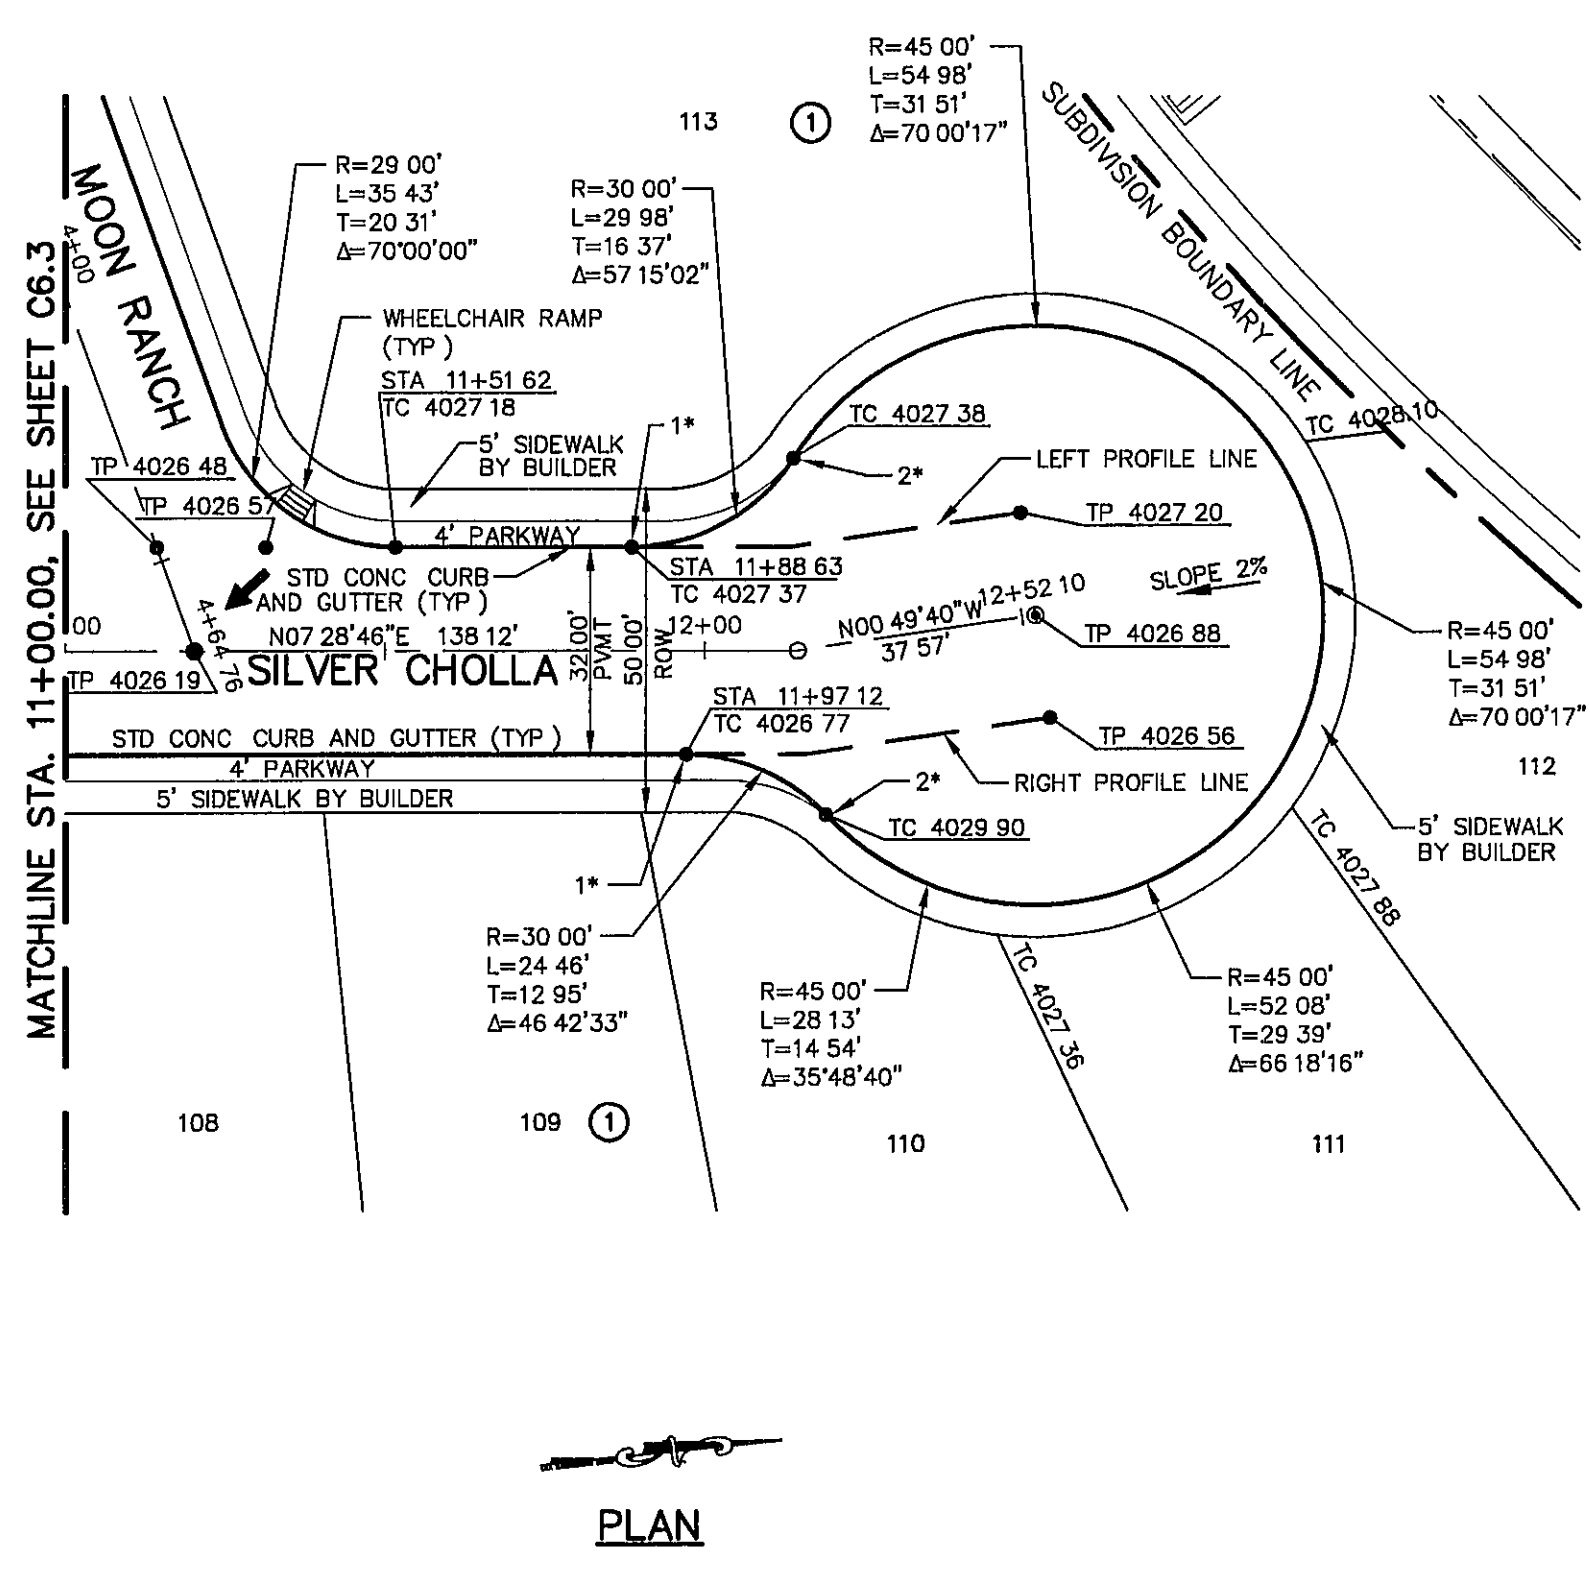 R=45 00'
L=54 98'
T=31 51'
Δ=70 00'17"
113
1
SUBDIVISION BOUNDARY LINE
R=29 00'
L=35 43'
T=20 31'
Δ=70°00'00"
R=30 00'
L=29 98'
T=16 37'
Δ=57 15'02"
MOON RANCH
4+00
MATCHLINE STA. 11+00.00, SEE SHEET C6.3
WHEELCHAIR RAMP
(TYP )
STA 11+51 62
TC 4027 18
1*
5' SIDEWALK
BY BUILDER
TC 4027 38
2*
TC 4028.10
LEFT PROFILE LINE
TP 4026 48
TP 4026 57
TP 4027 20
4' PARKWAY
STD CONC CURB
AND GUTTER (TYP )
STA 11+88 63
TC 4027 37
SLOPE 2%
12+52 10
N00 49'40"W
37 57'
TP 4026 88
00
4+64 76
N07 28'46"E 138 12'
12+00
SILVER CHOLLA
32 00'
PVMT
50 00'
ROW
TP 4026 19
R=45 00'
L=54 98'
T=31 51'
Δ=70 00'17"
STA 11+97 12
TC 4026 77
TP 4026 56
STD CONC CURB AND GUTTER (TYP )
4' PARKWAY
5' SIDEWALK BY BUILDER
2*
RIGHT PROFILE LINE
112
TC 4029 90
5' SIDEWALK
BY BUILDER
TC 4027 88
1*
R=30 00'
L=24 46'
T=12 95'
Δ=46 42'33"
R=45 00'
L=28 13'
T=14 54'
Δ=35°48'40"
TC 4027 36
R=45 00'
L=52 08'
T=29 39'
Δ=66 18'16"
108
109
1
110
111
PLAN